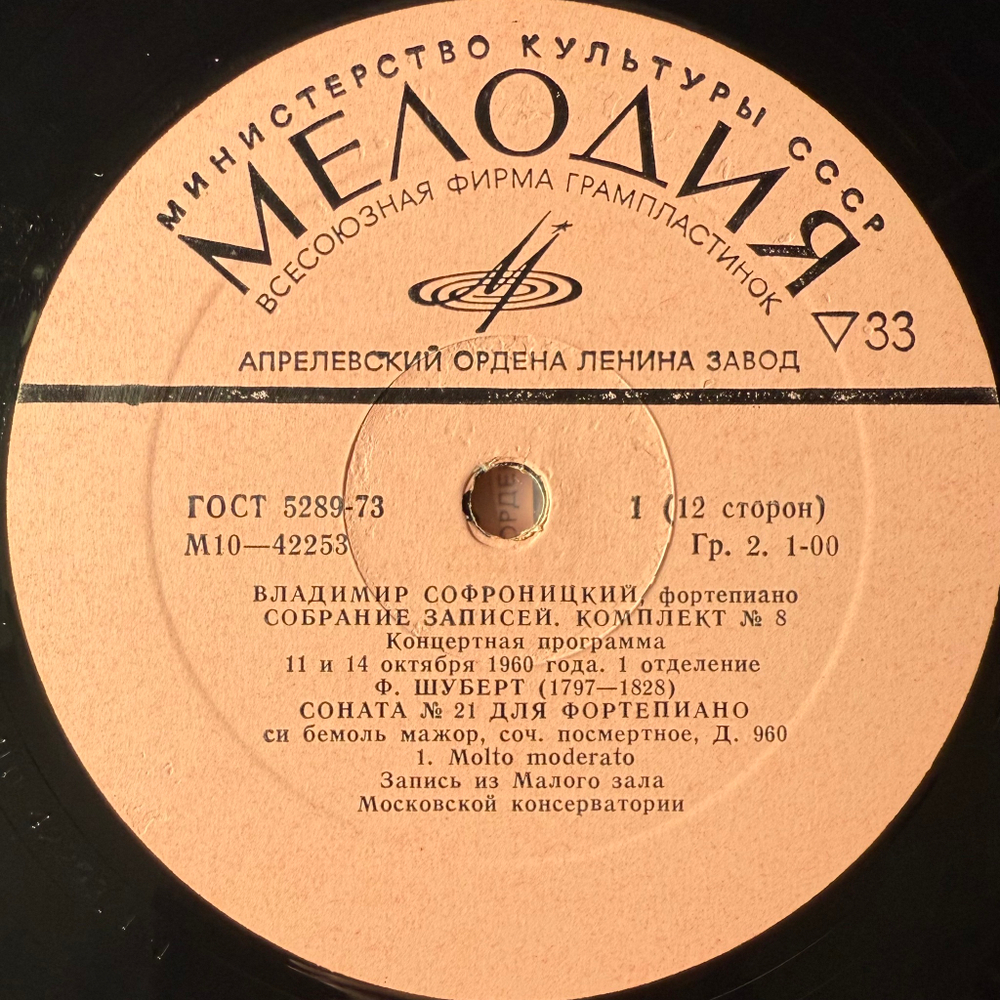 МИНИСТЕРСТВО КУЛЬТУРЫ СССР
МЕЛОДИЯ
ВСЕСОЮЗНАЯ ФИРМА ГРАМПЛАСТИНОК
33
АПРЕЛЕВСКИЙ ОРДЕНА ЛЕНИНА ЗАВОД
ГОСТ 5289-73 1 (12 сторон)
М10—42253 Гр. 2. 1-00
ВЛАДИМИР СОФРОНИЦКИЙ, фортепиано
СОБРАНИЕ ЗАПИСЕЙ. КОМПЛЕКТ № 8
Концертная программа
11 и 14 октября 1960 года. 1 отделение
Ф. ШУБЕРТ (1797—1828)
СОНАТА № 21 ДЛЯ ФОРТЕПИАНО
си бемоль мажор, соч. посмертное, Д. 960
1. Molto moderato
Запись из Малого зала
Московской консерватории